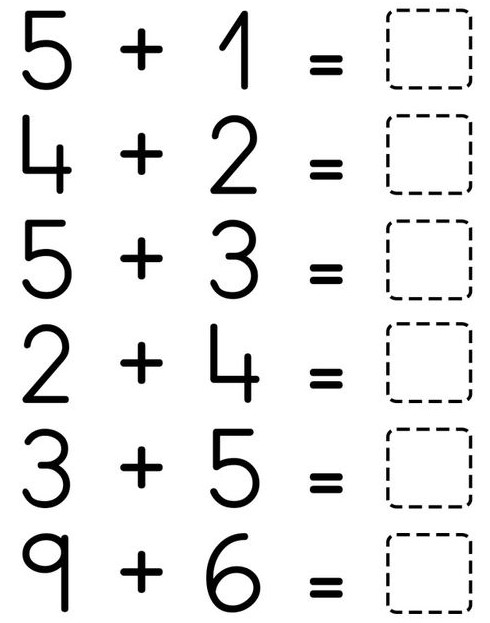 5 + 1 =
4 + 2 =
5 + 3 =
2 + 4 =
3 + 5 =
9 + 6 =